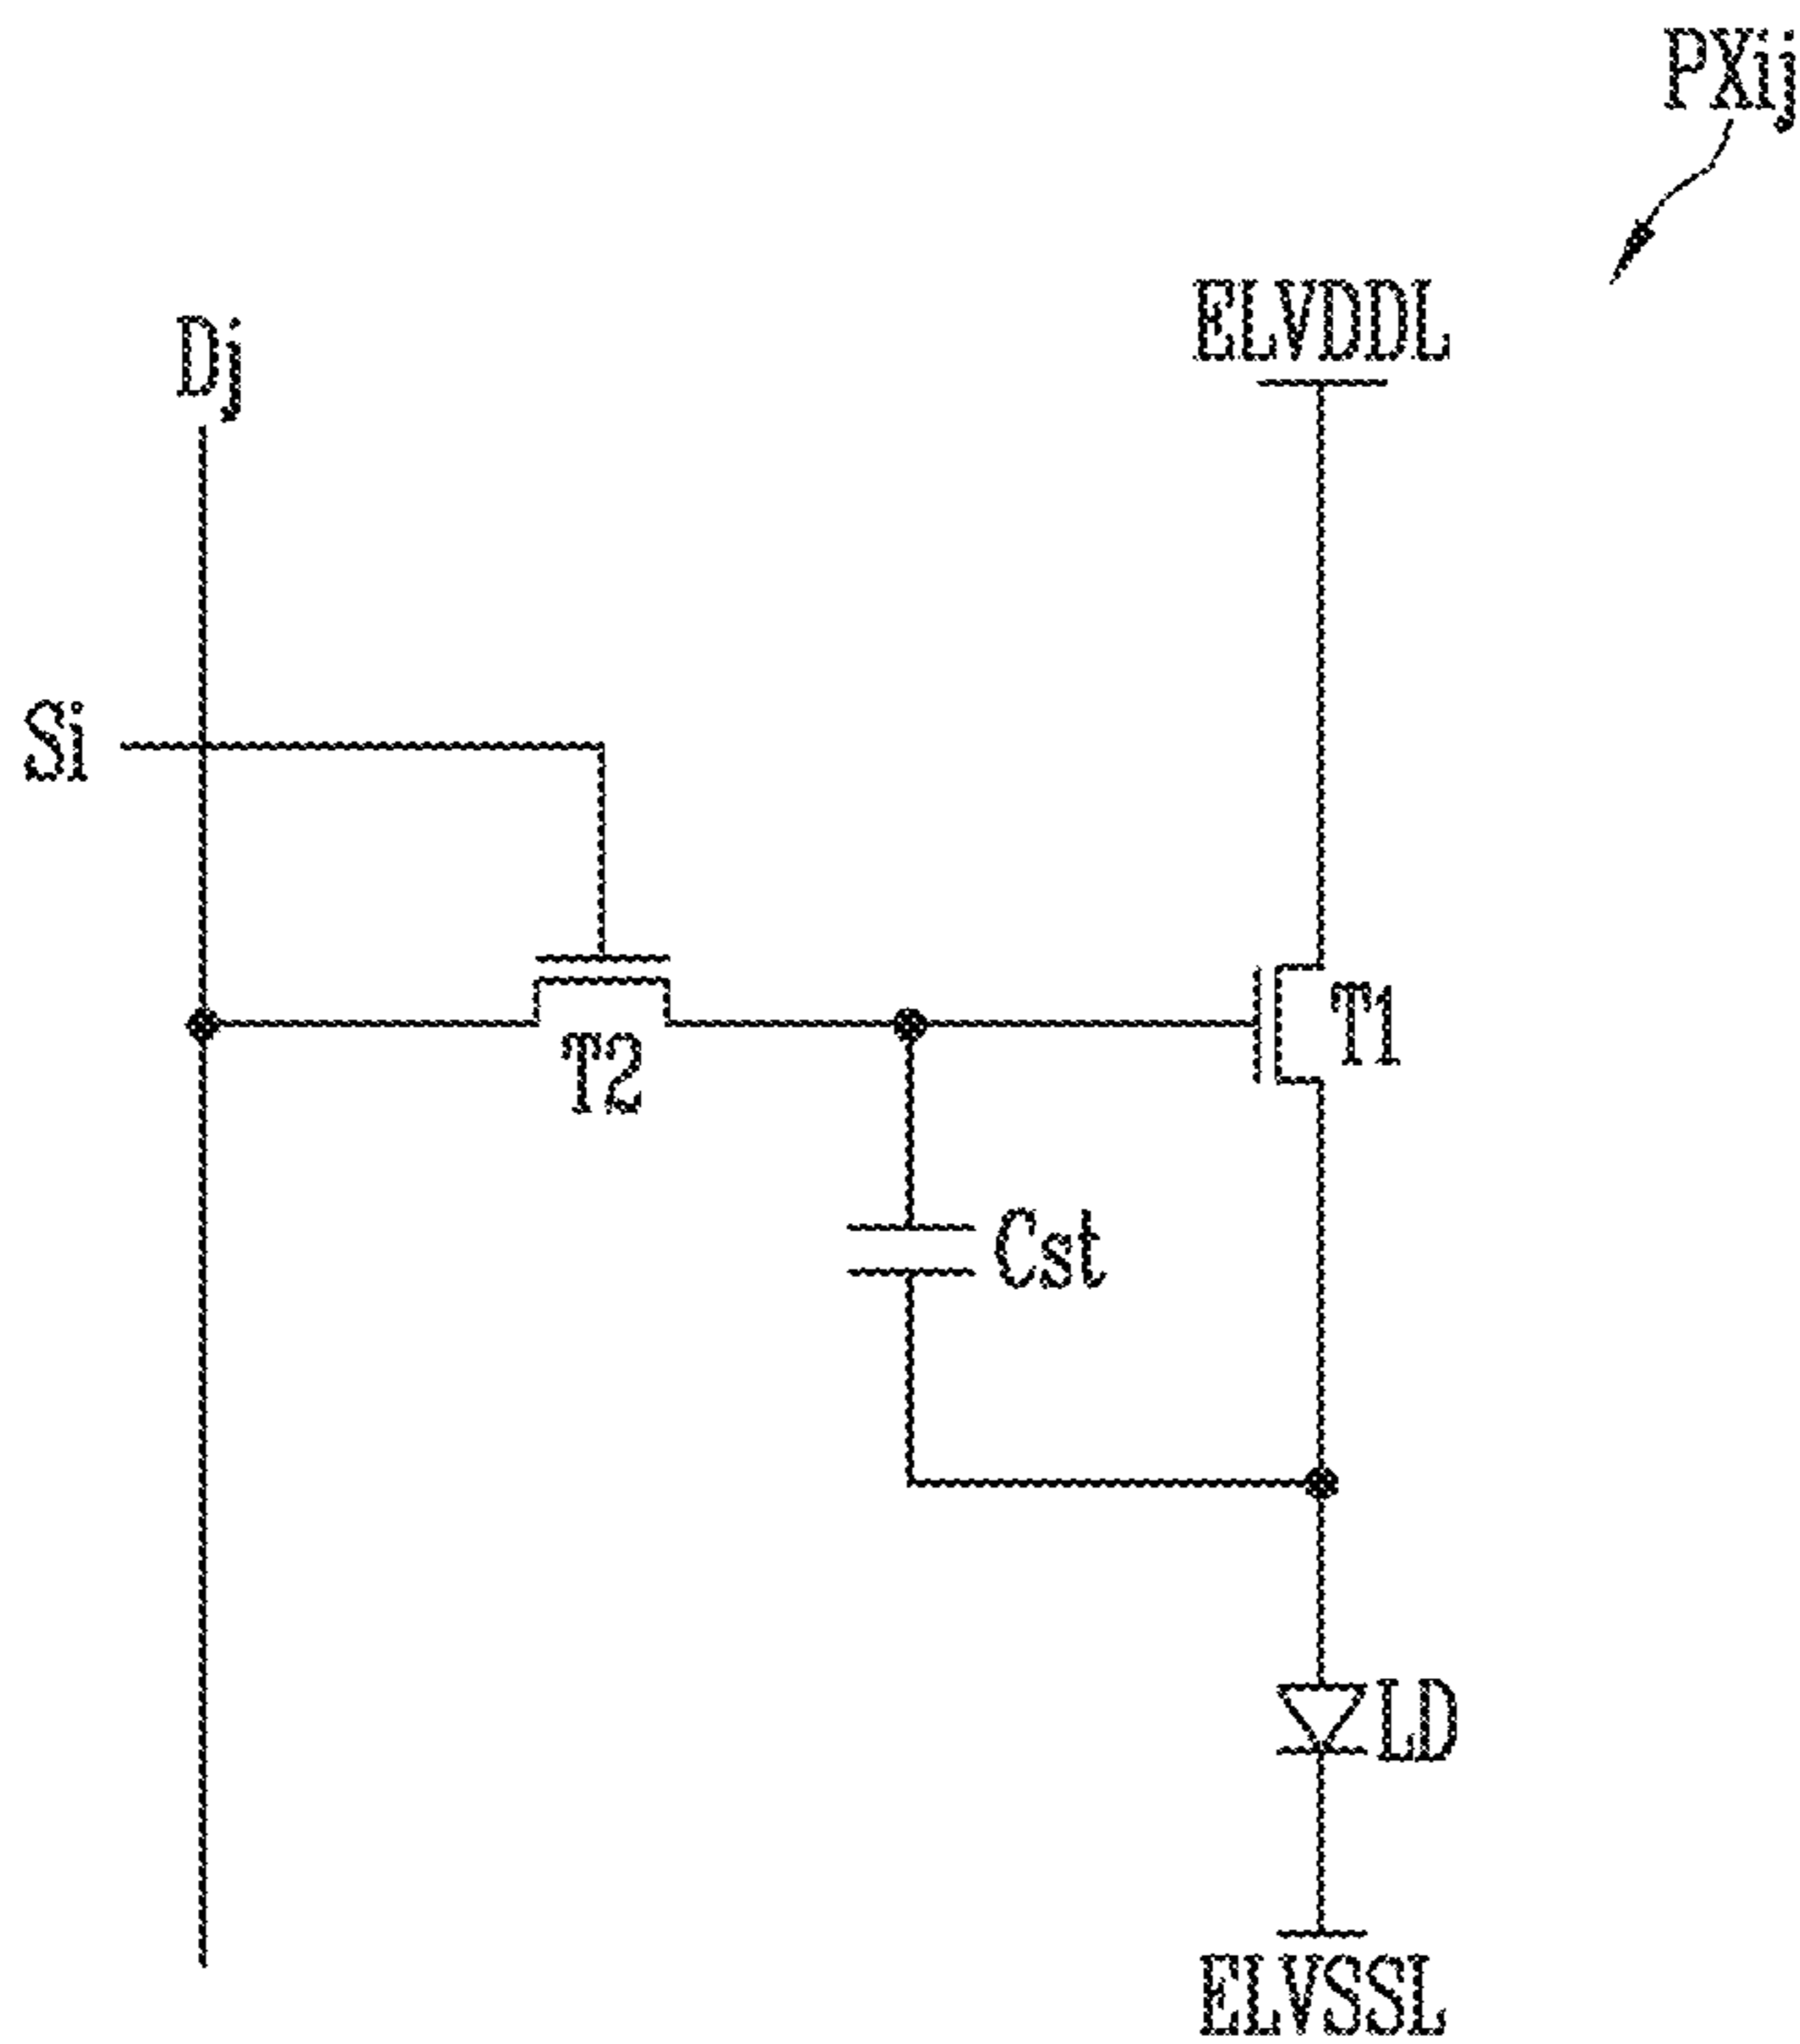 PXij
ELVDDL
Dj
Si
T1
T2
Cst
LD
ELVSSL